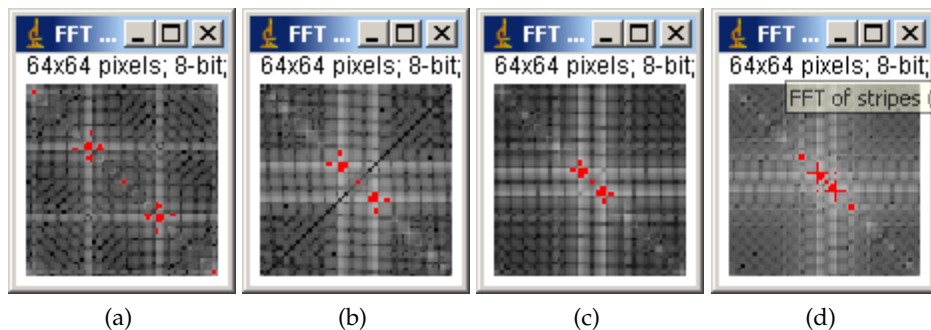 FFT ... FFT ... FFT ... FFT ...
64x64 pixels; 8-bit; 64x64 pixels; 8-bit; 64x64 pixels; 8-bit; 64x64 pixels; 8-bit;
FFT of stripes (
(a) (b) (c) (d)